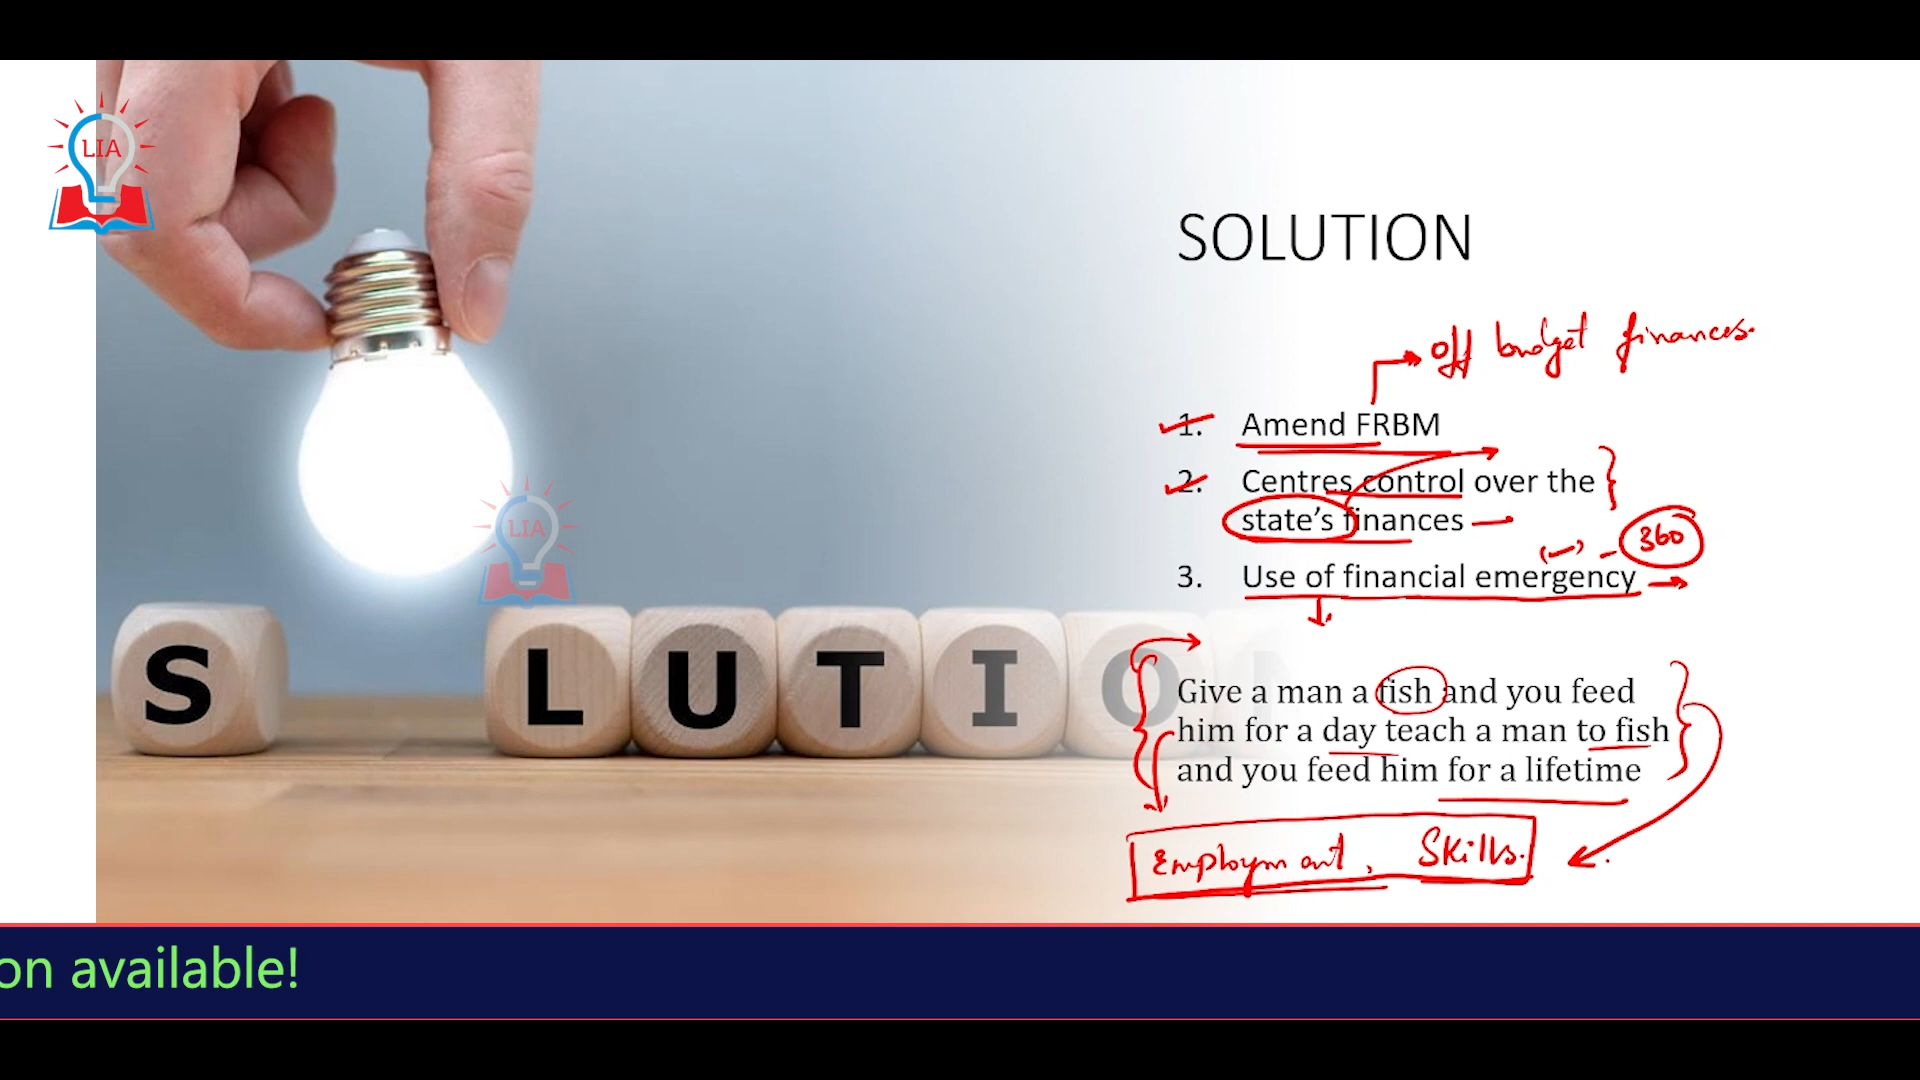 LIA
SOLUTION
off budget finances.
1. Amend FRBM
2. Centres control over the
state's finances
360
3. Use of financial emergency
LIA
S LUTION
Give a man a fish and you feed
him for a day teach a man to fish
and you feed him for a lifetime
Employment, Skills.
on available!